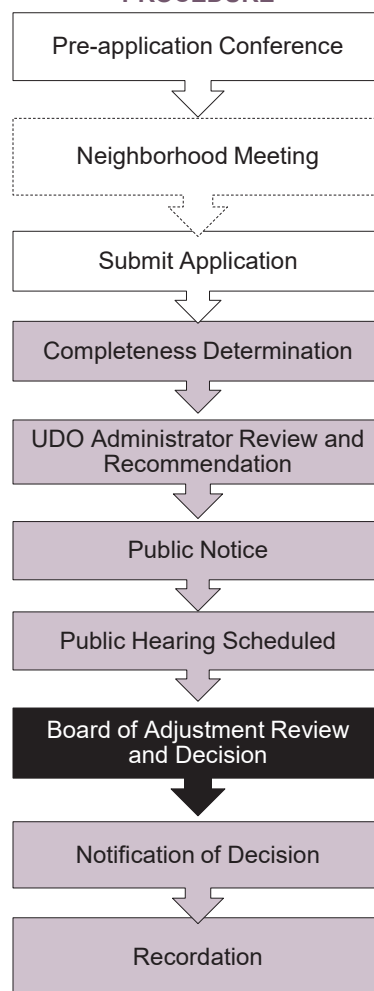 PROCEDURE
Pre-application Conference
Neighborhood Meeting
Submit Application
Completeness Determination
UDO Administrator Review and
Recommendation
Public Notice
Public Hearing Scheduled
Board of Adjustment Review
and Decision
Notification of Decision
Recordation